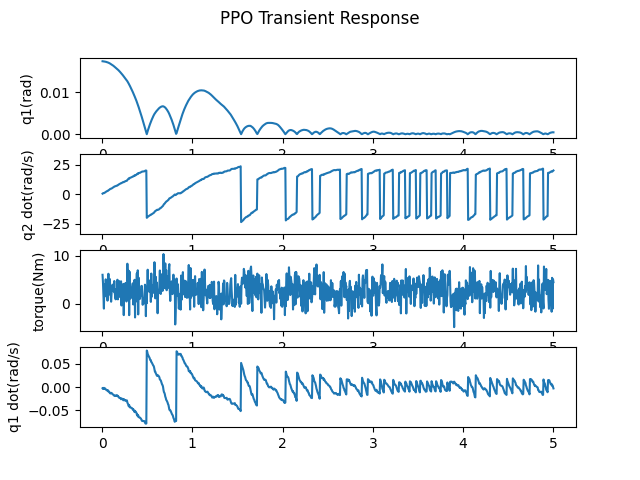 PPO Transient Response
q1(rad)
0.01
0.00
0 1 2 3 4 5
q2 dot(rad/s)
25
0
−25
0 1 2 3 4 5
torque(Nm)
10
0
0 1 2 3 4 5
q1 dot(rad/s)
0.05
0.00
−0.05
0 1 2 3 4 5